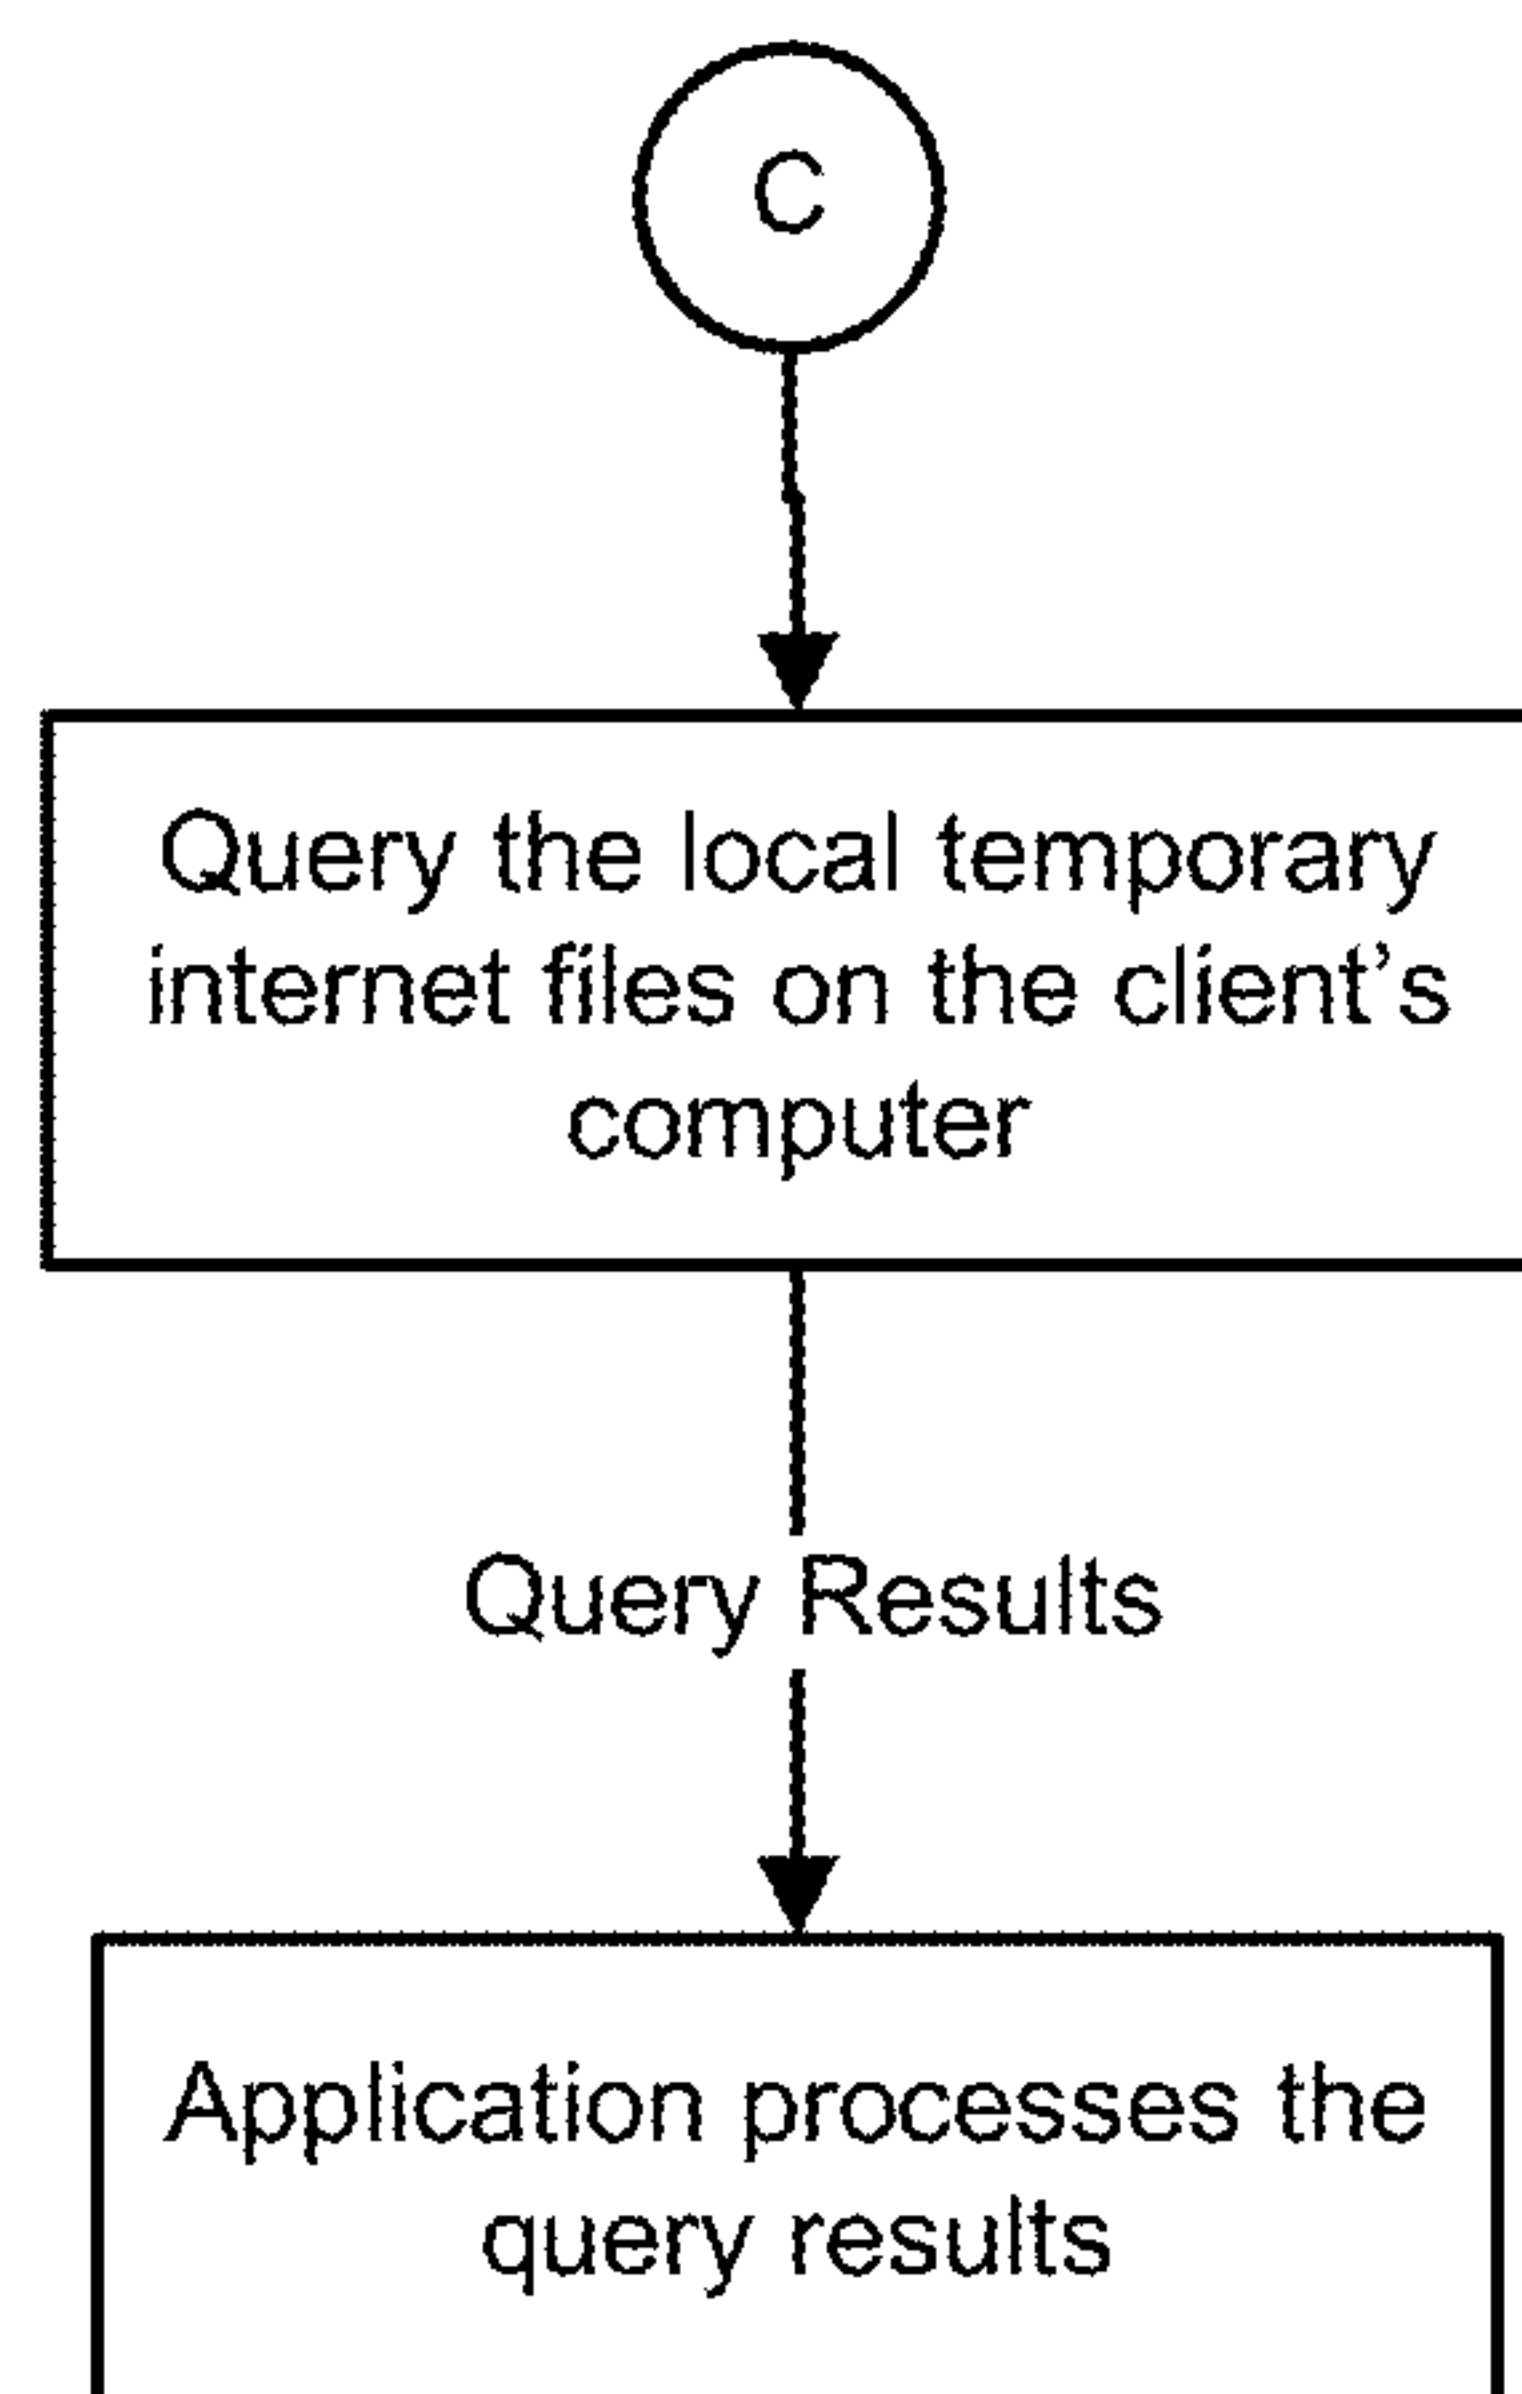 C
Query the local temporary
internet files on the client’s
computer
Query Results
Application processes the
query results